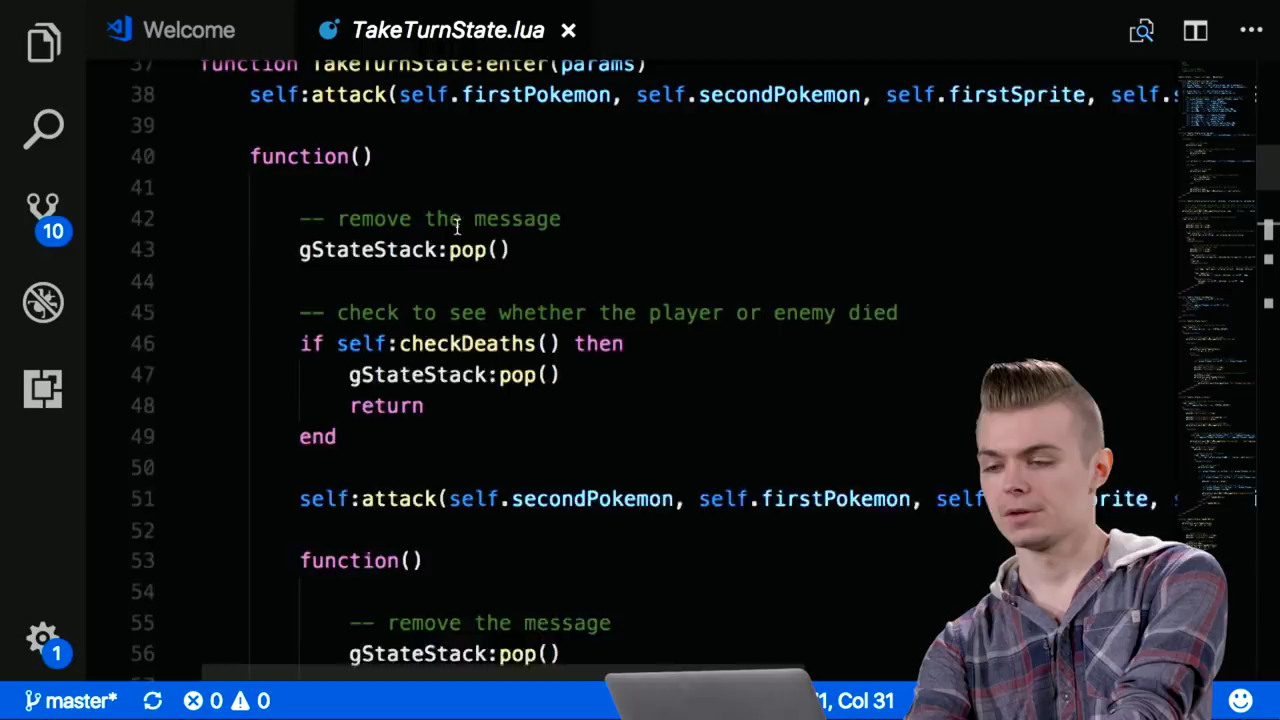 Welcome
TakeTurnState.lua
37 function TakeTurnState:enter(params)
38 self:attack(self.firstPokemon, self.secondPokemon, self.firstSprite, self.s
39
40 function()
41
42 -- remove the message
43 gStateStack:pop()
44
45 -- check to see whether the player or enemy died
46 if self:checkDeaths() then
47 gStateStack:pop()
48 return
49 end
50
51 self:attack(self.secondPokemon, self.firstPokemon, self prite, s
52
53 function()
54
55 -- remove the message
56 gStateStack:pop()
10
1
master* 0 0 1, Col 31